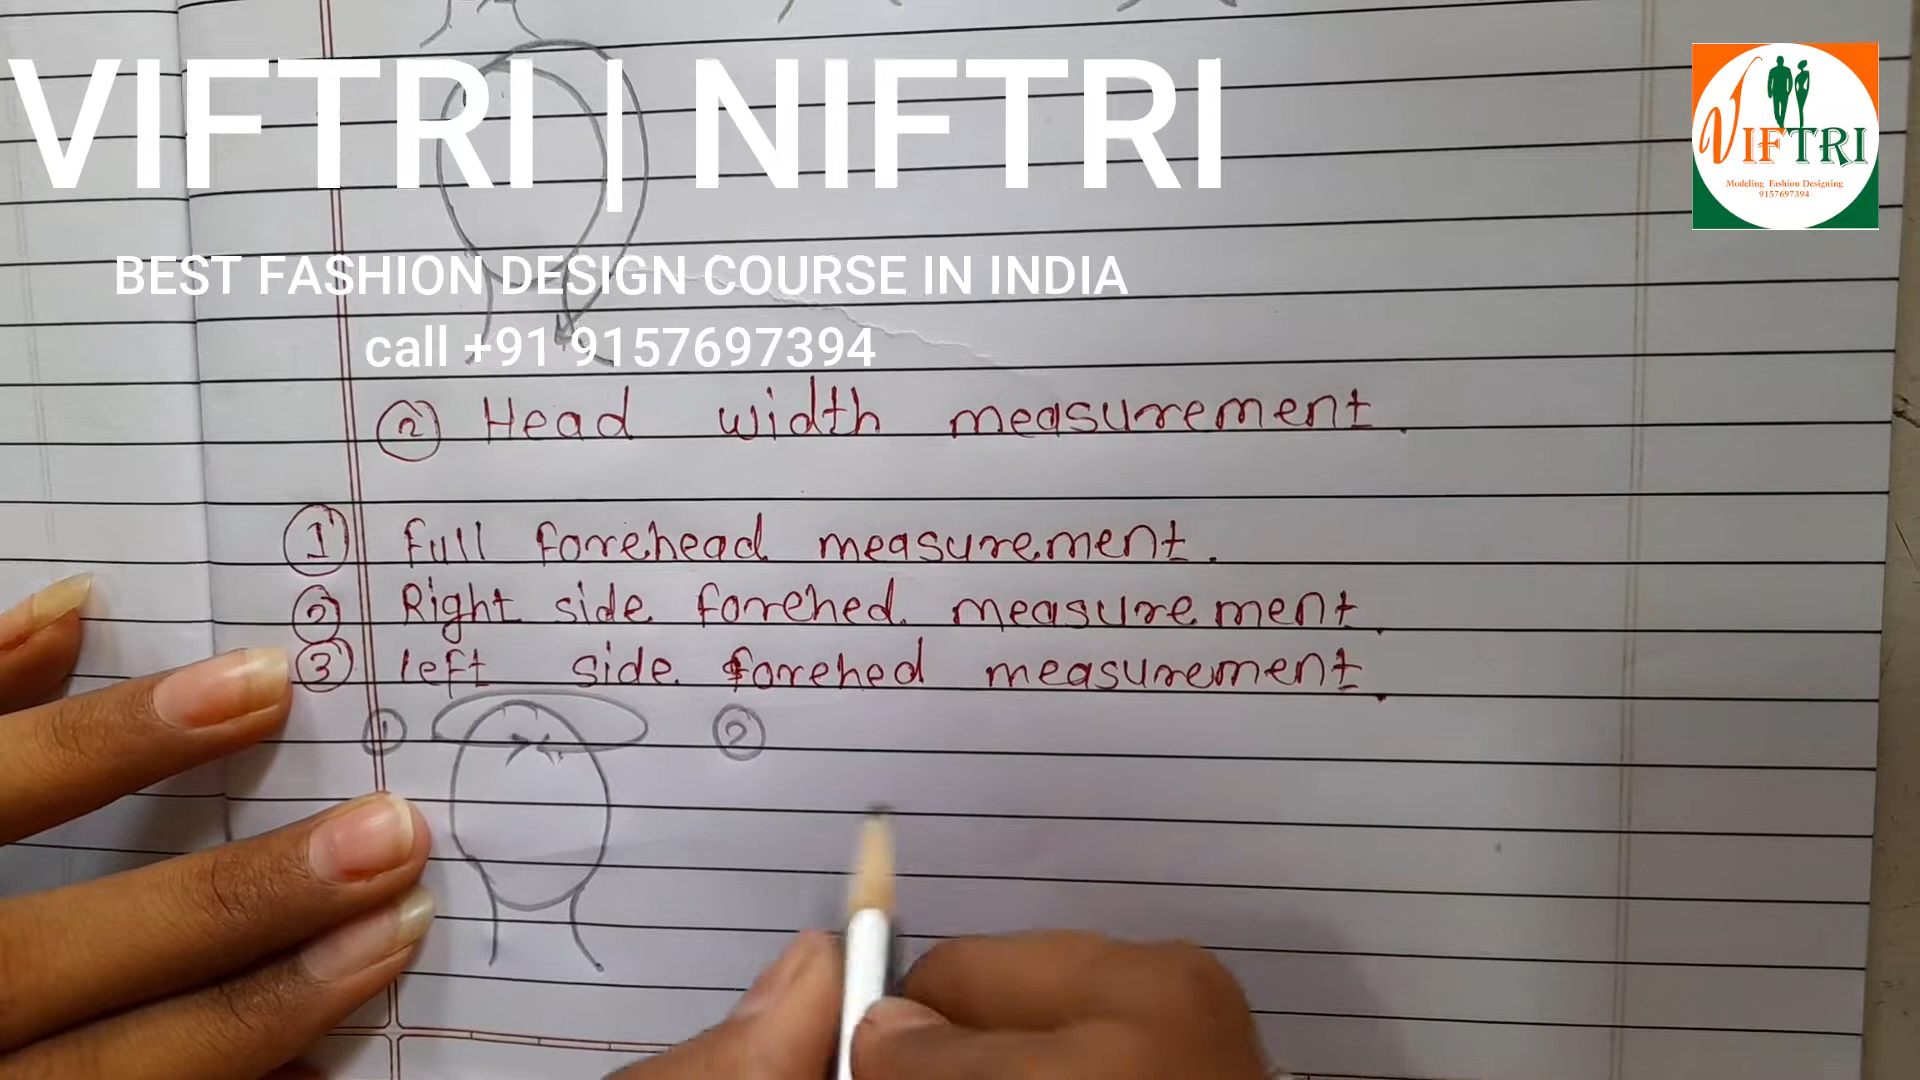 VIFTRI | NIFTRI
VIFTRI
Modeling Fashion Designing
9157697394
BEST FASHION DESIGN COURSE IN INDIA
call +91 9157697394
② Head width measurement.
① full forehead measurement.
② Right side forehed measurement.
③ left side forehed measurement.
① ②